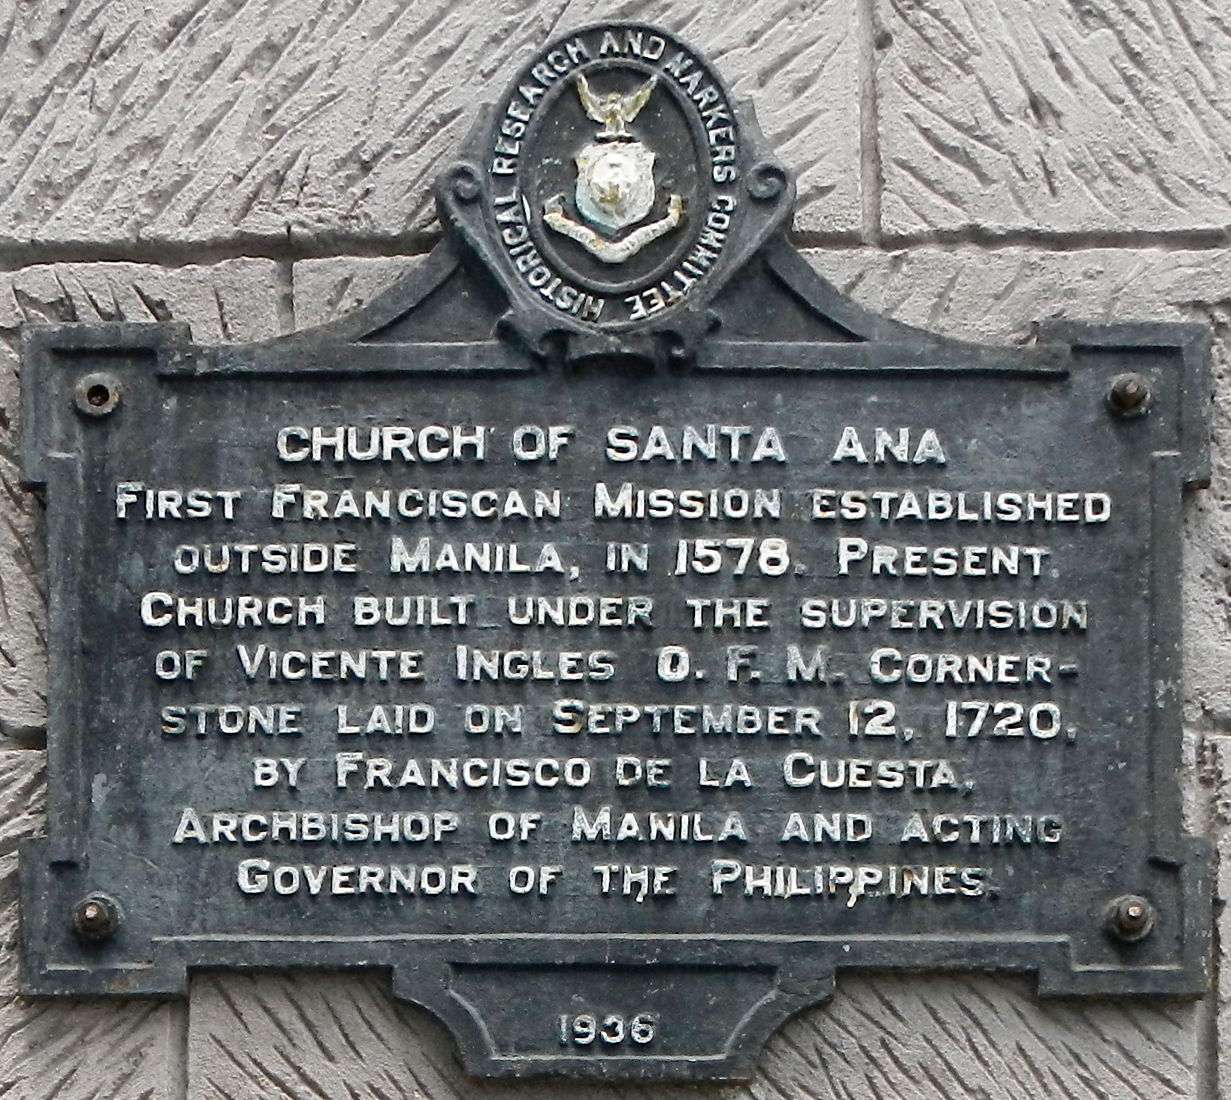 HISTORICAL RESEARCH AND MARKERS COMMITTEE
CHURCH OF SANTA ANA
FIRST FRANCISCAN MISSION ESTABLISHED
OUTSIDE MANILA, IN 1578. PRESENT
CHURCH BUILT UNDER THE SUPERVISION
OF VICENTE INGLES O. F. M. CORNER-
STONE LAID ON SEPTEMBER 12, 1720,
BY FRANCISCO DE LA CUESTA,
ARCHBISHOP OF MANILA AND ACTING
GOVERNOR OF THE PHILIPPINES.
1936